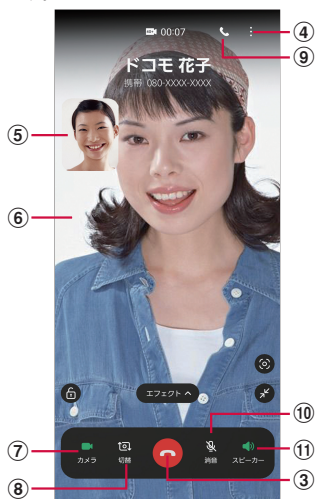 00:07
④
⑨
ドコモ 花子
携帯 080-XXXX-XXXX
⑤
⑥
エフェクト
⑩
⑦
カメラ 切替 消音 スピーカー
⑪
⑧
③